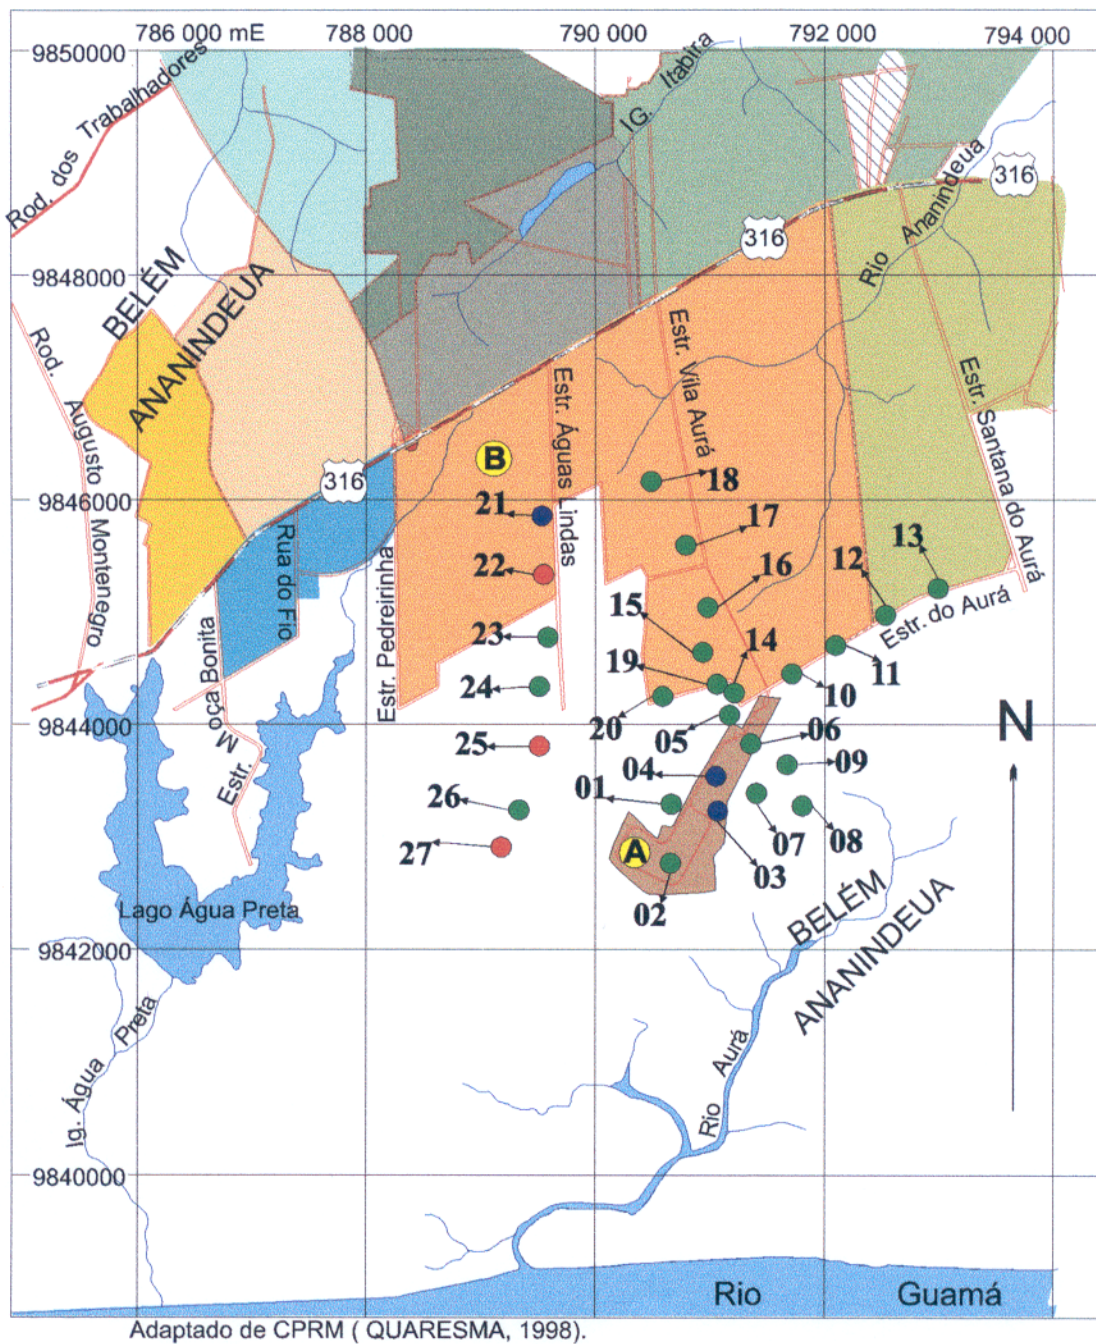 786 000 mE
788 000
790 000
792 000
794 000
9850000
Rod. dos Trabalhadores
IG. Itabira
Rio Ananindeua
316
316
9848000
BELÉM
ANANINDEUA
Rod. Augusto Montenegro
Estr. Vila Aurá
Estr. Águas Lindas
Estr. Santana do Aurá
B
316
18
9846000
21
17
Rua do Fio
22
16
12
13
15
Estr. do Aurá
23
14
Estr. Pedreirinha
Estr. Moça Bonita
19
11
24
10
20
9844000
05
06
N
25
04
09
26
01
07
08
27
A
03
02
Lago Água Preta
BELÉM
ANANINDEUA
9842000
Ig. Água Preta
Rio Aurá
9840000
Rio Guamá
Adaptado de CPRM ( QUARESMA, 1998).